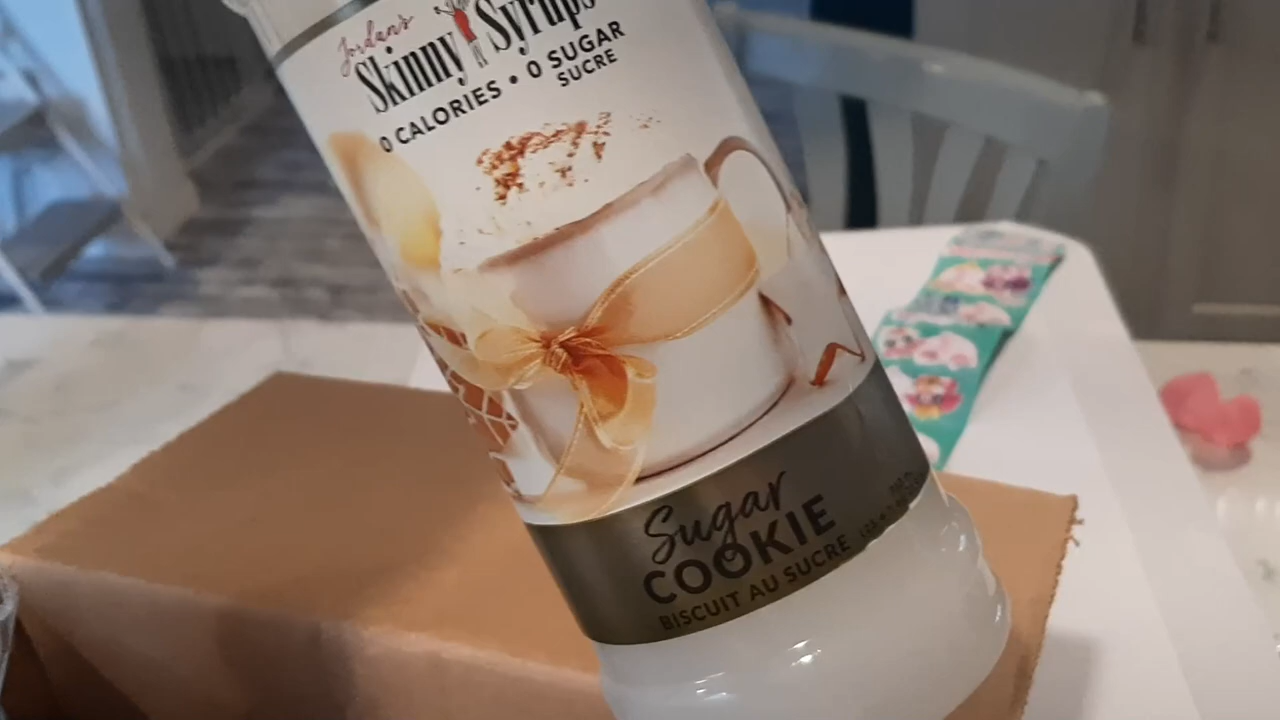 Jordan's
Skinny Syrups
0 CALORIES • 0 SUGAR
SUCRE
Sugar
COOKIE
BISCUIT AU SUCRE